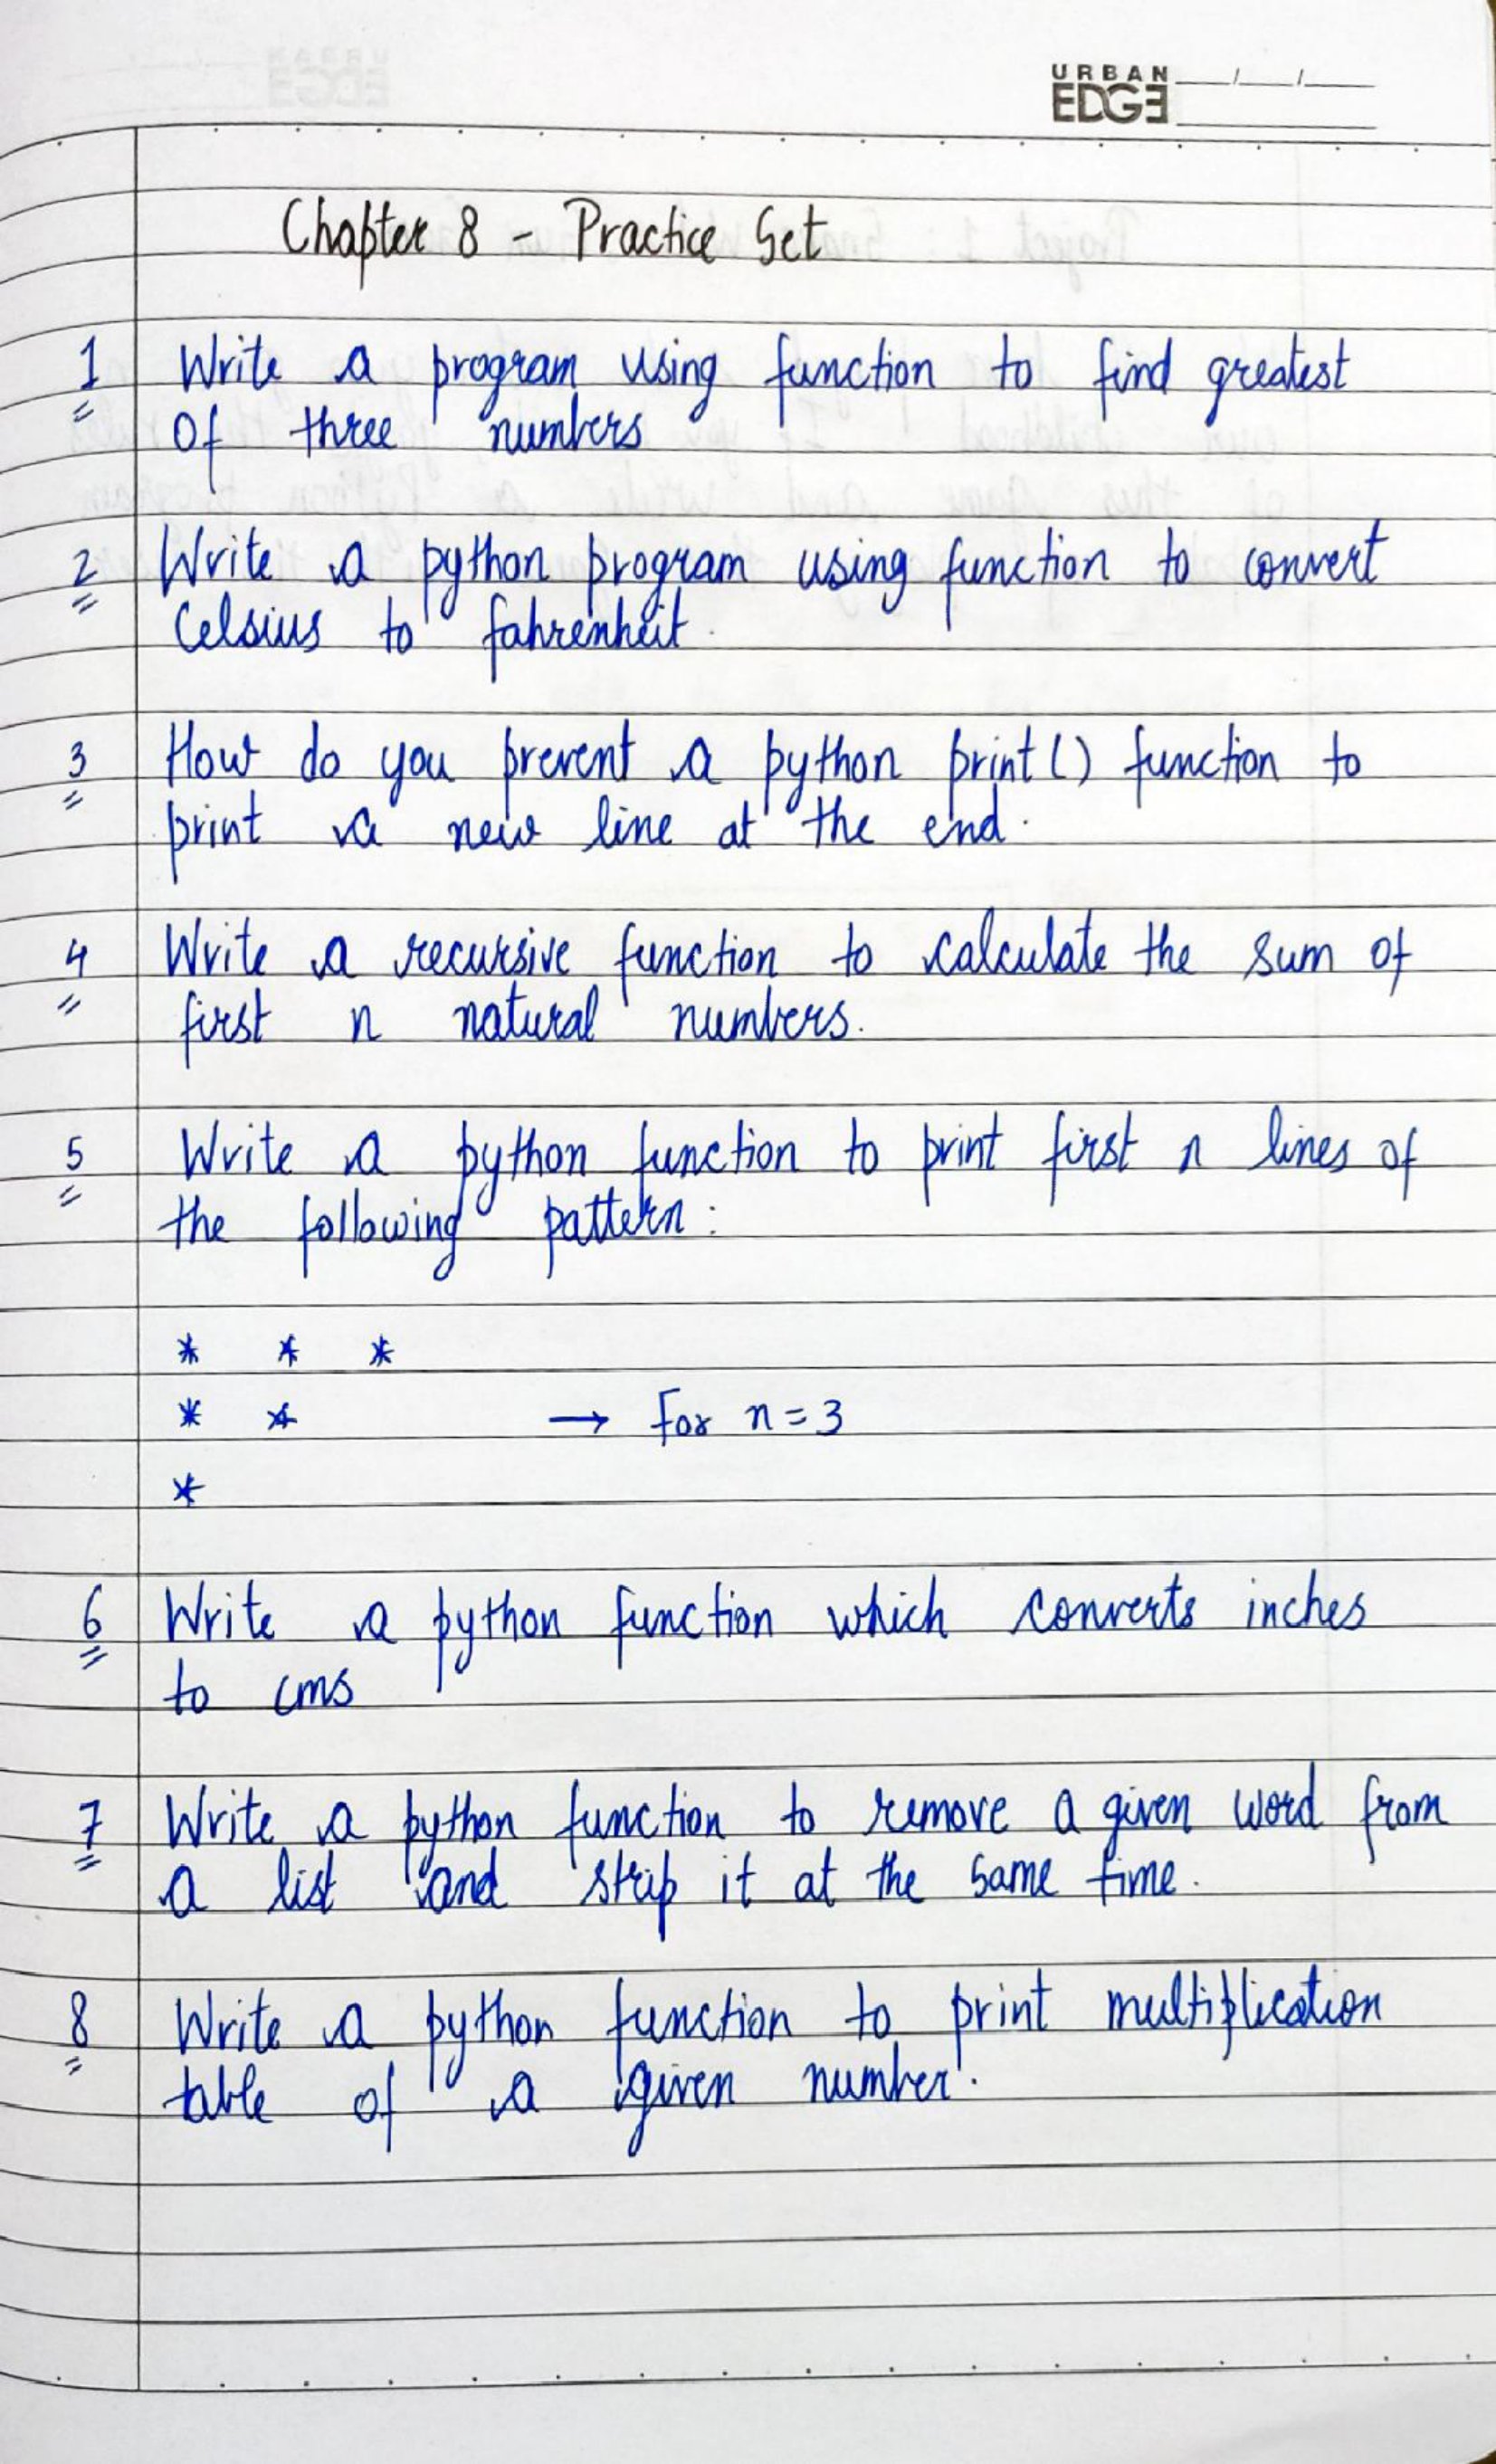 URBAN
EDGE
Chapter 8 - Practice Set
1 Write a program using function to find greatest
of three numbers
2 Write a python program using function to convert
Celsius to fahrenheit.
3 How do you prevent a python print() function to
print a new line at the end.
4 Write a recursive function to calculate the sum of
first n natural numbers.
5 Write a python function to print first n lines of
the following pattern:
* * *
* * → For n = 3
*
6 Write a python function which converts inches
to cms
7 Write a python function to remove a given word from
a list and strip it at the same time.
8 Write a python function to print multiplication
table of a given number.